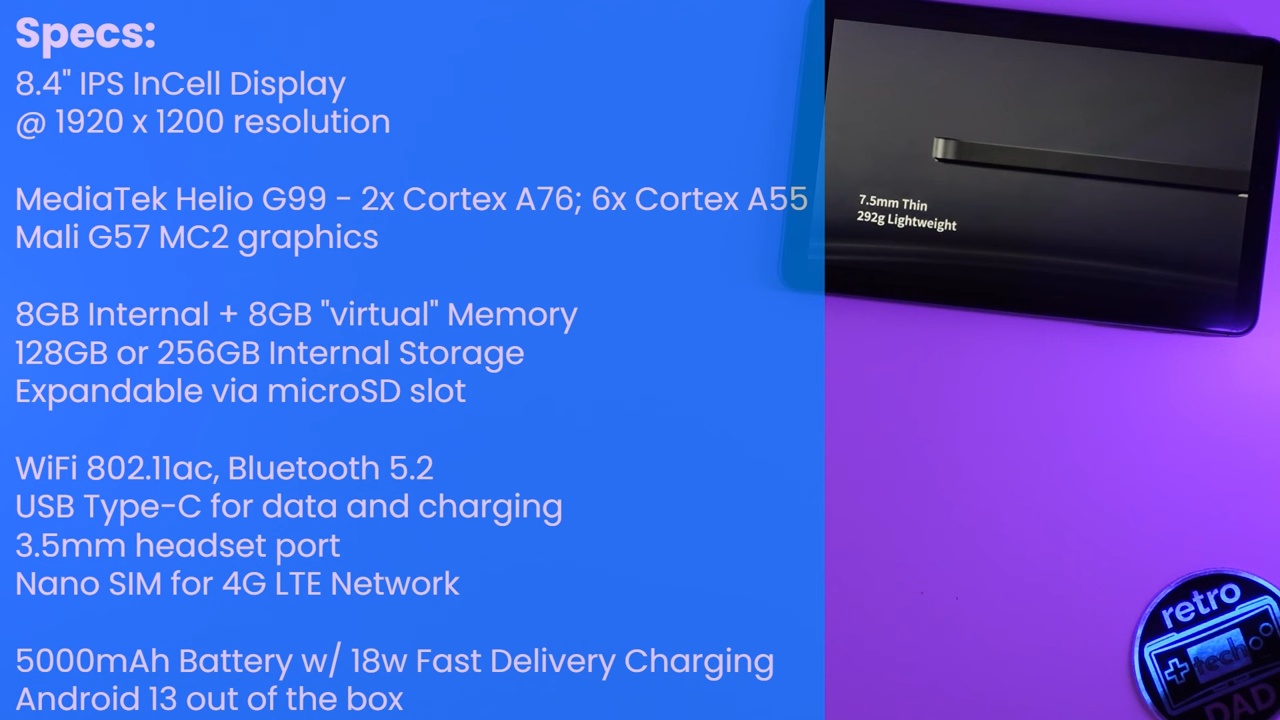 Specs:
8.4" IPS InCell Display
@ 1920 x 1200 resolution
MediaTek Helio G99 - 2x Cortex A76; 6x Cortex A55
Mali G57 MC2 graphics
8GB Internal + 8GB "virtual" Memory
128GB or 256GB Internal Storage
Expandable via microSD slot
WiFi 802.11ac, Bluetooth 5.2
USB Type-C for data and charging
3.5mm headset port
Nano SIM for 4G LTE Network
5000mAh Battery w/ 18w Fast Delivery Charging
Android 13 out of the box
7.5mm Thin
292g Lightweight
retro
tech
DAD